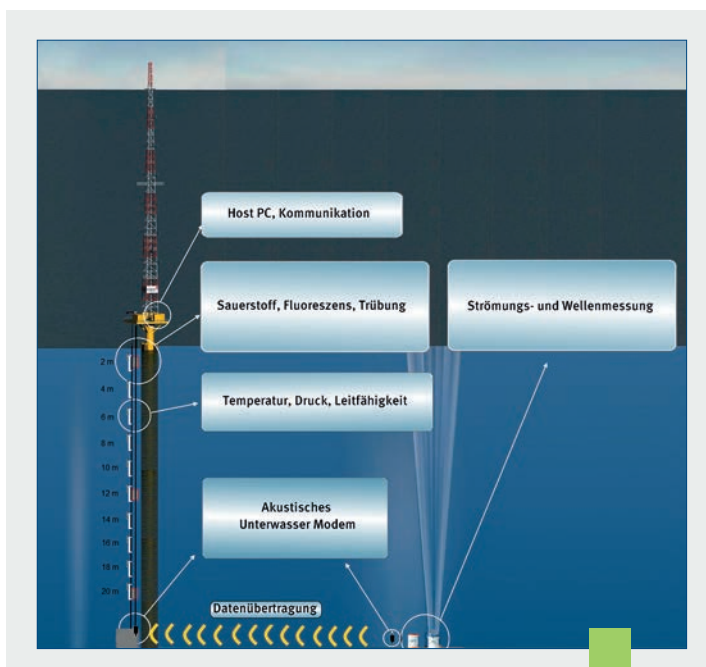 Host PC, Kommunikation
Sauerstoff, Fluoreszens, Trübung
Strömungs- und Wellenmessung
2 m
4 m
Temperatur, Druck, Leitfähigkeit
6 m
8 m
10 m
12 m
14 m
16 m
18 m
20 m
Akustisches
Unterwasser Modem
Datenübertragung